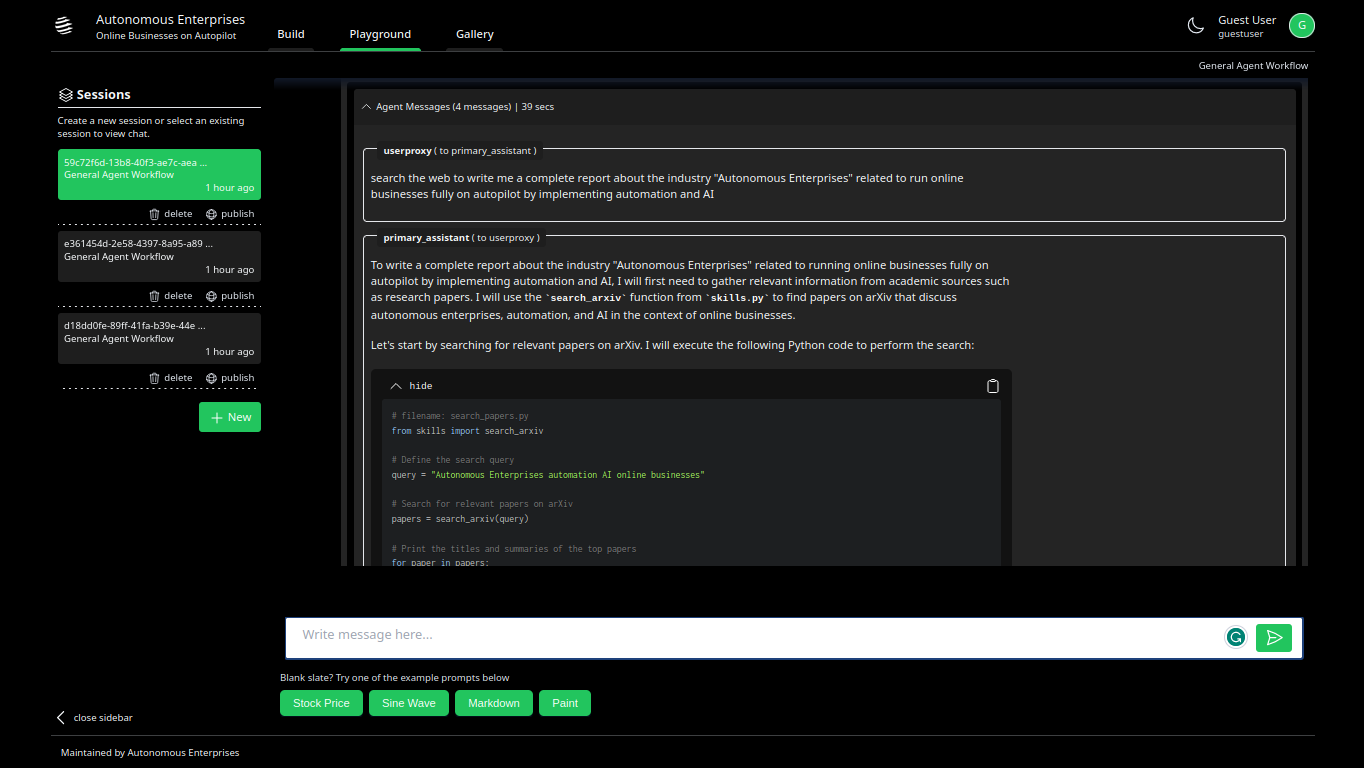 Autonomous Enterprises
Online Businesses on Autopilot
Build
Playground
Gallery
Guest User
guestuser
G
General Agent Workflow
Sessions
Create a new session or select an existing
session to view chat.
59c72f6d-13b8-40f3-ae7c-aea ...
General Agent Workflow
1 hour ago
delete publish
e361454d-2e58-4397-8a95-a89 ...
General Agent Workflow
1 hour ago
delete publish
d18dd0fe-89ff-41fa-b39e-44e ...
General Agent Workflow
1 hour ago
delete publish
+ New
Agent Messages (4 messages) | 39 secs
userproxy ( to primary_assistant )
search the web to write me a complete report about the industry "Autonomous Enterprises" related to run online
businesses fully on autopilot by implementing automation and AI
primary_assistant ( to userproxy )
To write a complete report about the industry "Autonomous Enterprises" related to running online businesses fully on
autopilot by implementing automation and AI, I will first need to gather relevant information from academic sources such
as research papers. I will use the `search_arxiv` function from `skills.py` to find papers on arXiv that discuss
autonomous enterprises, automation, and AI in the context of online businesses.
Let's start by searching for relevant papers on arXiv. I will execute the following Python code to perform the search:
hide
# filename: search_papers.py
from skills import search_arxiv
# Define the search query
query = "Autonomous Enterprises automation AI online businesses"
# Search for relevant papers on arXiv
papers = search_arxiv(query)
# Print the titles and summaries of the top papers
for paper in papers:
Write message here...
Blank slate? Try one of the example prompts below
Stock Price
Sine Wave
Markdown
Paint
close sidebar
Maintained by Autonomous Enterprises